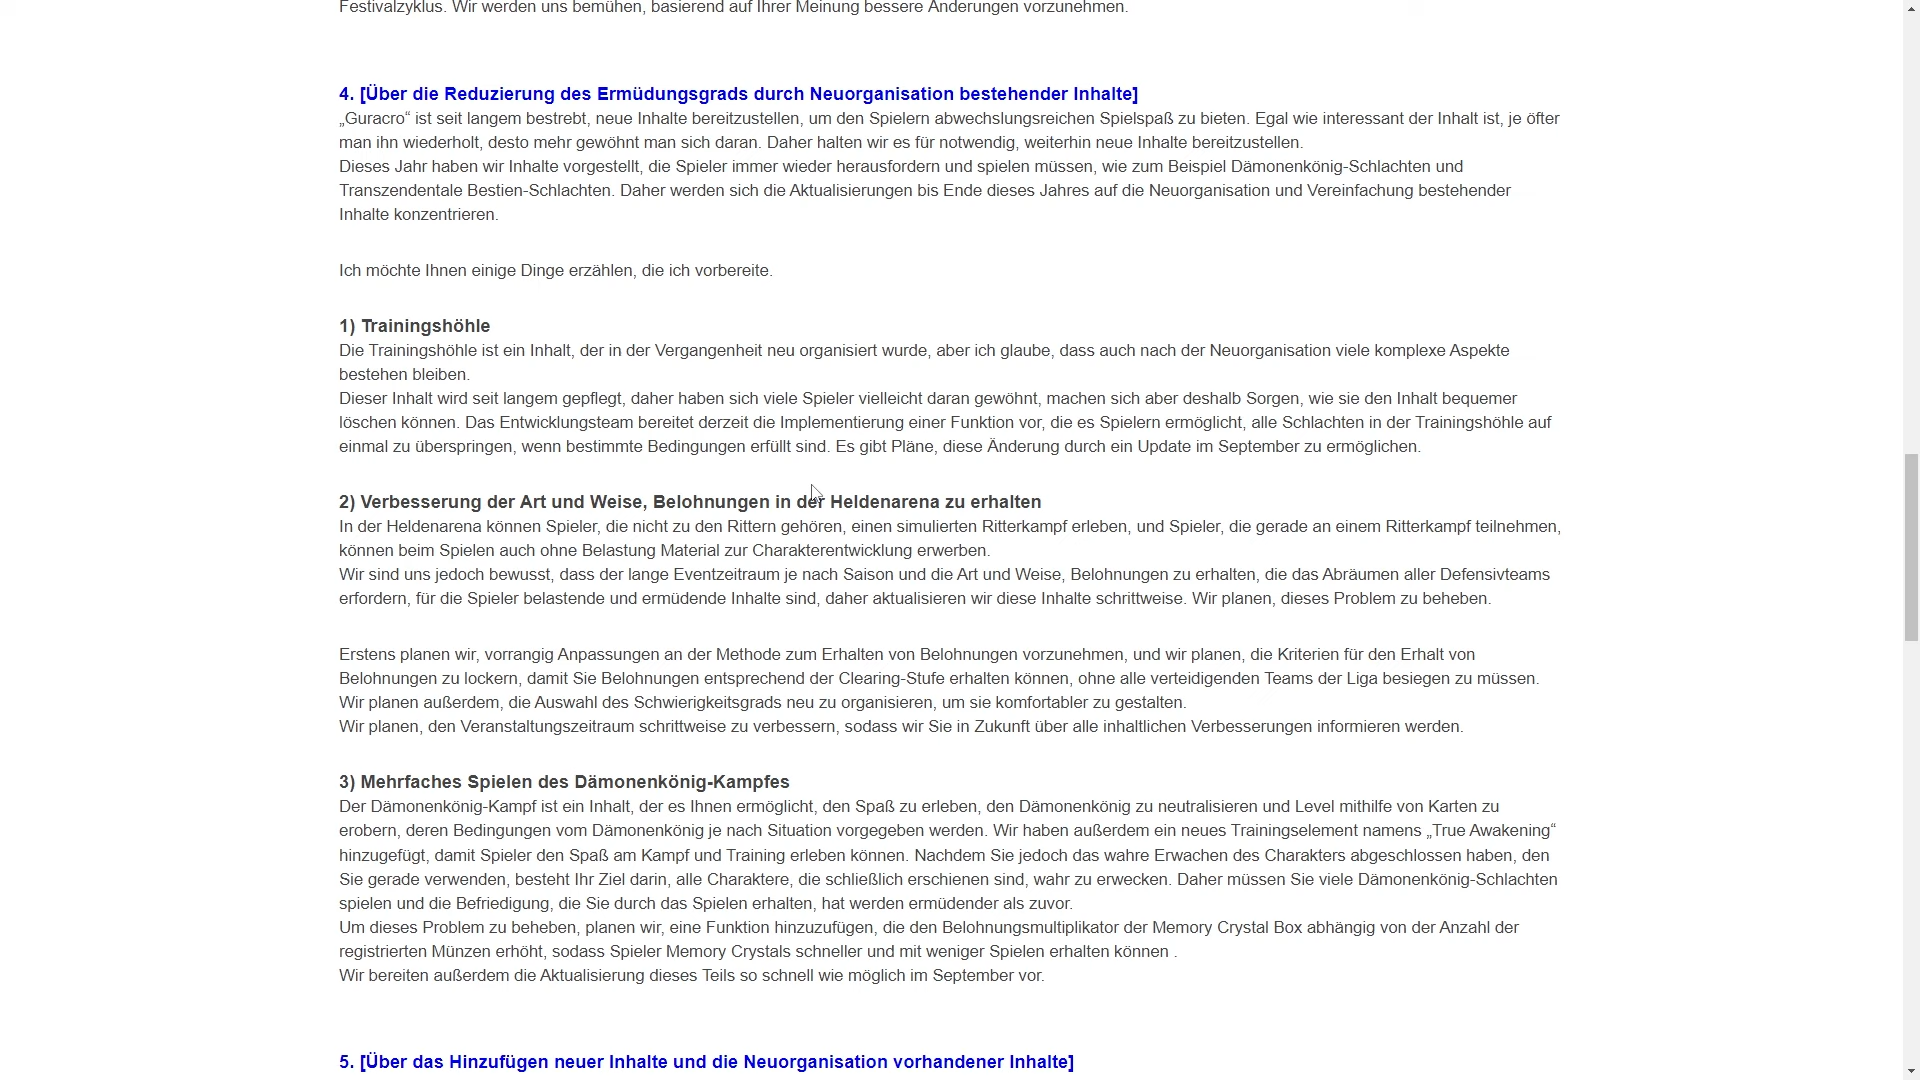 Festivalzyklus. Wir werden uns bemühen, basierend auf Ihrer Meinung bessere Änderungen vorzunehmen.
4. [Über die Reduzierung des Ermüdungsgrads durch Neuorganisation bestehender Inhalte]
„Guracro“ ist seit langem bestrebt, neue Inhalte bereitzustellen, um den Spielern abwechslungsreichen Spielspaß zu bieten. Egal wie interessant der Inhalt ist, je öfter
man ihn wiederholt, desto mehr gewöhnt man sich daran. Daher halten wir es für notwendig, weiterhin neue Inhalte bereitzustellen.
Dieses Jahr haben wir Inhalte vorgestellt, die Spieler immer wieder herausfordern und spielen müssen, wie zum Beispiel Dämonenkönig-Schlachten und
Transzendentale Bestien-Schlachten. Daher werden sich die Aktualisierungen bis Ende dieses Jahres auf die Neuorganisation und Vereinfachung bestehender
Inhalte konzentrieren.
Ich möchte Ihnen einige Dinge erzählen, die ich vorbereite.
1) Trainingshöhle
Die Trainingshöhle ist ein Inhalt, der in der Vergangenheit neu organisiert wurde, aber ich glaube, dass auch nach der Neuorganisation viele komplexe Aspekte
bestehen bleiben.
Dieser Inhalt wird seit langem gepflegt, daher haben sich viele Spieler vielleicht daran gewöhnt, machen sich aber deshalb Sorgen, wie sie den Inhalt bequemer
löschen können. Das Entwicklungsteam bereitet derzeit die Implementierung einer Funktion vor, die es Spielern ermöglicht, alle Schlachten in der Trainingshöhle auf
einmal zu überspringen, wenn bestimmte Bedingungen erfüllt sind. Es gibt Pläne, diese Änderung durch ein Update im September zu ermöglichen.
2) Verbesserung der Art und Weise, Belohnungen in der Heldenarena zu erhalten
In der Heldenarena können Spieler, die nicht zu den Rittern gehören, einen simulierten Ritterkampf erleben, und Spieler, die gerade an einem Ritterkampf teilnehmen,
können beim Spielen auch ohne Belastung Material zur Charakterentwicklung erwerben.
Wir sind uns jedoch bewusst, dass der lange Eventzeitraum je nach Saison und die Art und Weise, Belohnungen zu erhalten, die das Abräumen aller Defensivteams
erfordern, für die Spieler belastende und ermüdende Inhalte sind, daher aktualisieren wir diese Inhalte schrittweise. Wir planen, dieses Problem zu beheben.
Erstens planen wir, vorrangig Anpassungen an der Methode zum Erhalten von Belohnungen vorzunehmen, und wir planen, die Kriterien für den Erhalt von
Belohnungen zu lockern, damit Sie Belohnungen entsprechend der Clearing-Stufe erhalten können, ohne alle verteidigenden Teams der Liga besiegen zu müssen.
Wir planen außerdem, die Auswahl des Schwierigkeitsgrads neu zu organisieren, um sie komfortabler zu gestalten.
Wir planen, den Veranstaltungszeitraum schrittweise zu verbessern, sodass wir Sie in Zukunft über alle inhaltlichen Verbesserungen informieren werden.
3) Mehrfaches Spielen des Dämonenkönig-Kampfes
Der Dämonenkönig-Kampf ist ein Inhalt, der es Ihnen ermöglicht, den Spaß zu erleben, den Dämonenkönig zu neutralisieren und Level mithilfe von Karten zu
erobern, deren Bedingungen vom Dämonenkönig je nach Situation vorgegeben werden. Wir haben außerdem ein neues Trainingselement namens „True Awakening“
hinzugefügt, damit Spieler den Spaß am Kampf und Training erleben können. Nachdem Sie jedoch das wahre Erwachen des Charakters abgeschlossen haben, den
Sie gerade verwenden, besteht Ihr Ziel darin, alle Charaktere, die schließlich erschienen sind, wahr zu erwecken. Daher müssen Sie viele Dämonenkönig-Schlachten
spielen und die Befriedigung, die Sie durch das Spielen erhalten, hat werden ermüdender als zuvor.
Um dieses Problem zu beheben, planen wir, eine Funktion hinzuzufügen, die den Belohnungsmultiplikator der Memory Crystal Box abhängig von der Anzahl der
registrierten Münzen erhöht, sodass Spieler Memory Crystals schneller und mit weniger Spielen erhalten können .
Wir bereiten außerdem die Aktualisierung dieses Teils so schnell wie möglich im September vor.
5. [Über das Hinzufügen neuer Inhalte und die Neuorganisation vorhandener Inhalte]